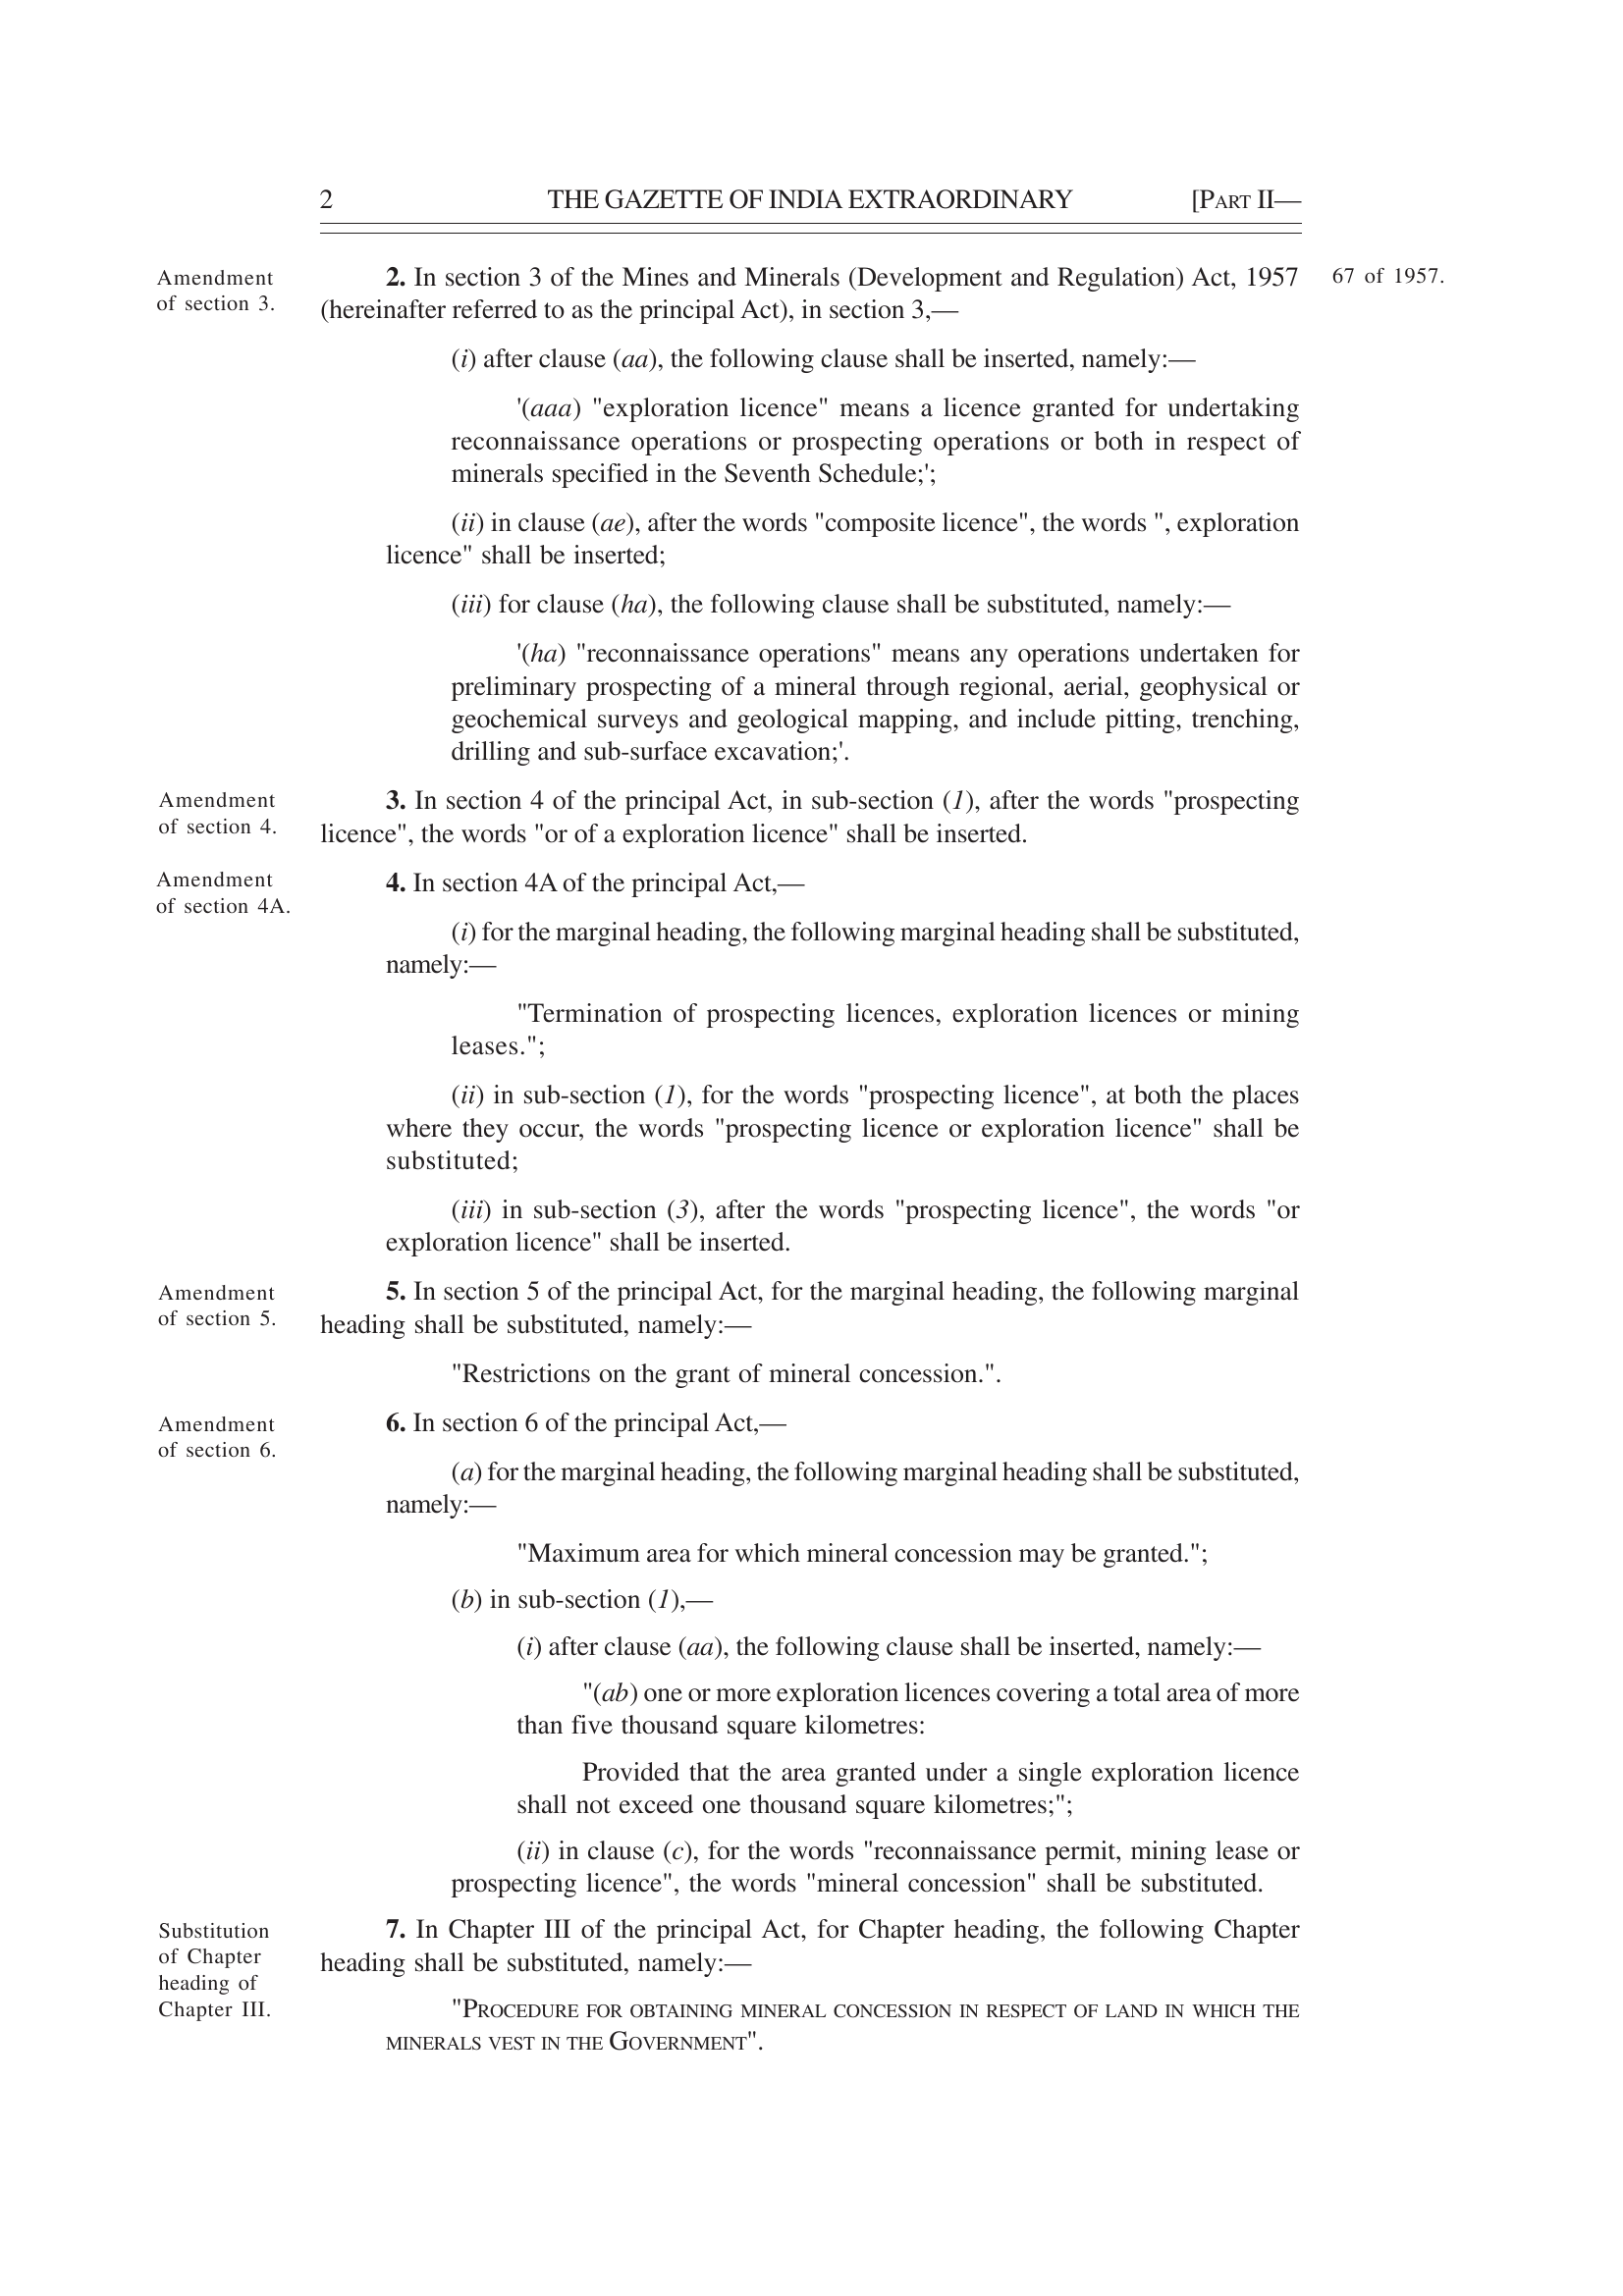 2 THE GAZETTE OF INDIA EXTRAORDINARY [PART II—
Amendment
of section 3.
2. In section 3 of the Mines and Minerals (Development and Regulation) Act, 1957
67 of 1957.
(hereinafter referred to as the principal Act), in section 3,—
(i) after clause (aa), the following clause shall be inserted, namely:—
'(aaa) "exploration licence" means a licence granted for undertaking
reconnaissance operations or prospecting operations or both in respect of
minerals specified in the Seventh Schedule;';
(ii) in clause (ae), after the words "composite licence", the words ", exploration
licence" shall be inserted;
(iii) for clause (ha), the following clause shall be substituted, namely:—
'(ha) "reconnaissance operations" means any operations undertaken for
preliminary prospecting of a mineral through regional, aerial, geophysical or
geochemical surveys and geological mapping, and include pitting, trenching,
drilling and sub-surface excavation;'.
Amendment
of section 4.
3. In section 4 of the principal Act, in sub-section (1), after the words "prospecting
licence", the words "or of a exploration licence" shall be inserted.
Amendment
of section 4A.
4. In section 4A of the principal Act,—
(i) for the marginal heading, the following marginal heading shall be substituted,
namely:—
"Termination of prospecting licences, exploration licences or mining
leases.";
(ii) in sub-section (1), for the words "prospecting licence", at both the places
where they occur, the words "prospecting licence or exploration licence" shall be
substituted;
(iii) in sub-section (3), after the words "prospecting licence", the words "or
exploration licence" shall be inserted.
Amendment
of section 5.
5. In section 5 of the principal Act, for the marginal heading, the following marginal
heading shall be substituted, namely:—
"Restrictions on the grant of mineral concession.".
Amendment
of section 6.
6. In section 6 of the principal Act,—
(a) for the marginal heading, the following marginal heading shall be substituted,
namely:—
"Maximum area for which mineral concession may be granted.";
(b) in sub-section (1),—
(i) after clause (aa), the following clause shall be inserted, namely:—
"(ab) one or more exploration licences covering a total area of more
than five thousand square kilometres:
Provided that the area granted under a single exploration licence
shall not exceed one thousand square kilometres;";
(ii) in clause (c), for the words "reconnaissance permit, mining lease or
prospecting licence", the words "mineral concession" shall be substituted.
Substitution
of Chapter
heading of
Chapter III.
7. In Chapter III of the principal Act, for Chapter heading, the following Chapter
heading shall be substituted, namely:—
"PROCEDURE FOR OBTAINING MINERAL CONCESSION IN RESPECT OF LAND IN WHICH THE
MINERALS VEST IN THE GOVERNMENT".